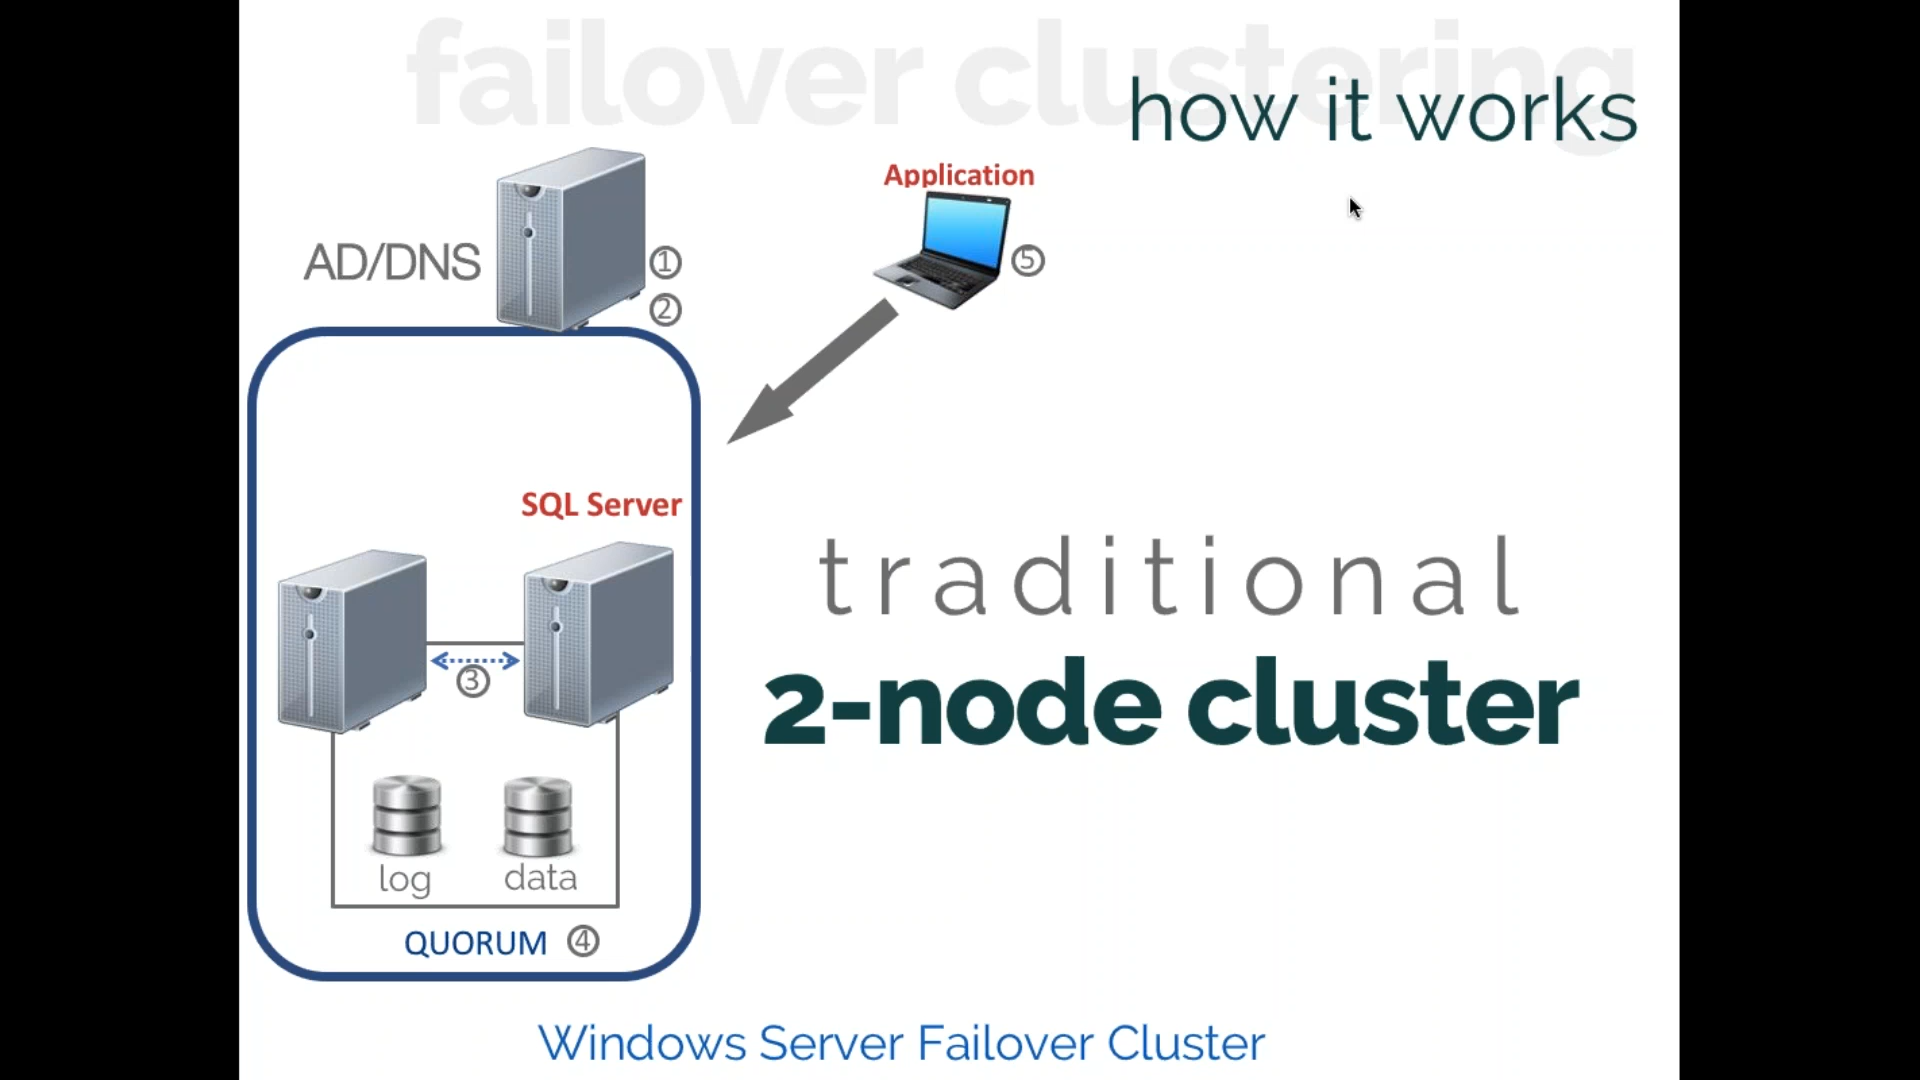 failover clustering
how it works
Application
AD/DNS
1
5
2
SQL Server
traditional
3
2-node cluster
log
data
QUORUM 4
Windows Server Failover Cluster